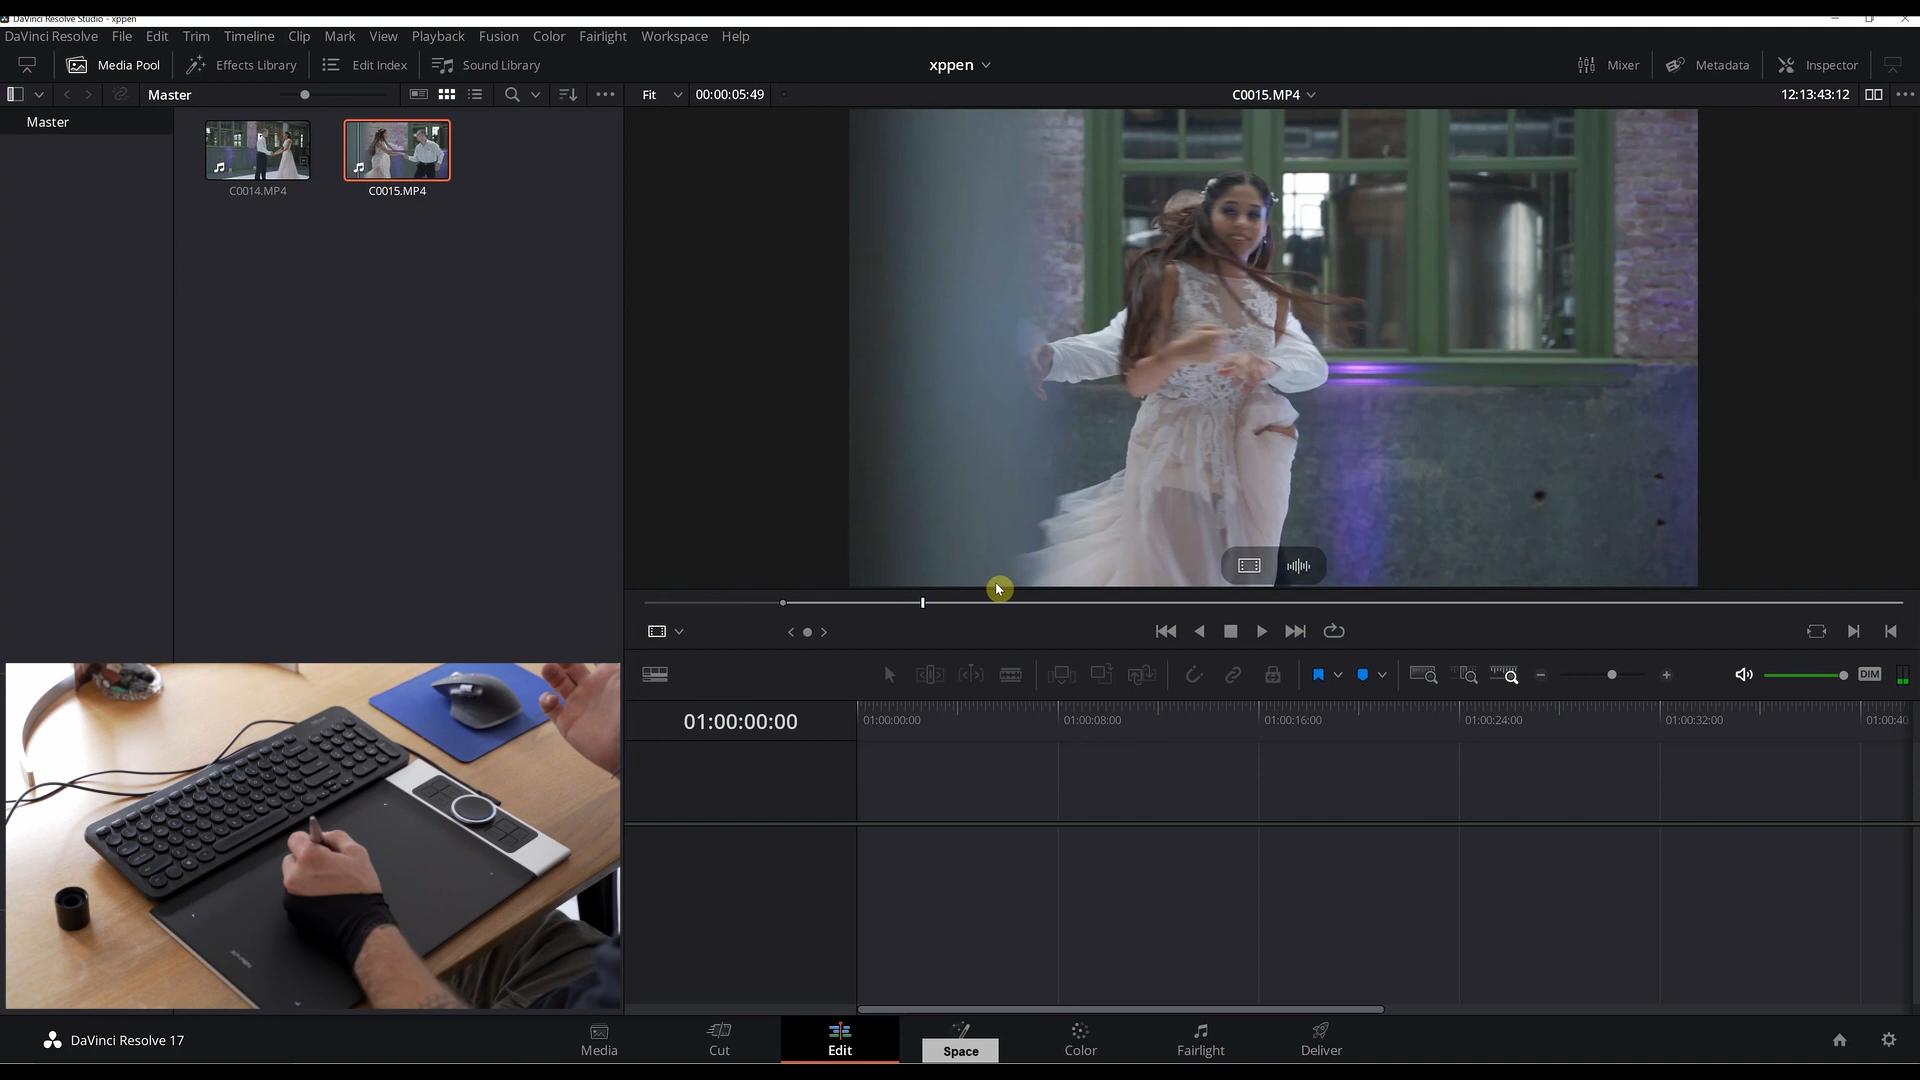 DaVinci Resolve Studio - xppen
DaVinci Resolve File Edit Trim Timeline Clip Mark View Playback Fusion Color Fairlight Workspace Help
Media Pool Effects Library Edit Index Sound Library xppen Mixer Metadata Inspector
Master Fit 00:00:05:49 C0015.MP4 12:13:43:12
Master
C0014.MP4 C0015.MP4
DIM
01:00:00:00 01:00:00:00 01:00:08:00 01:00:16:00 01:00:24:00 01:00:32:00 01:00:40
DaVinci Resolve 17 Media Cut Edit Space Color Fairlight Deliver